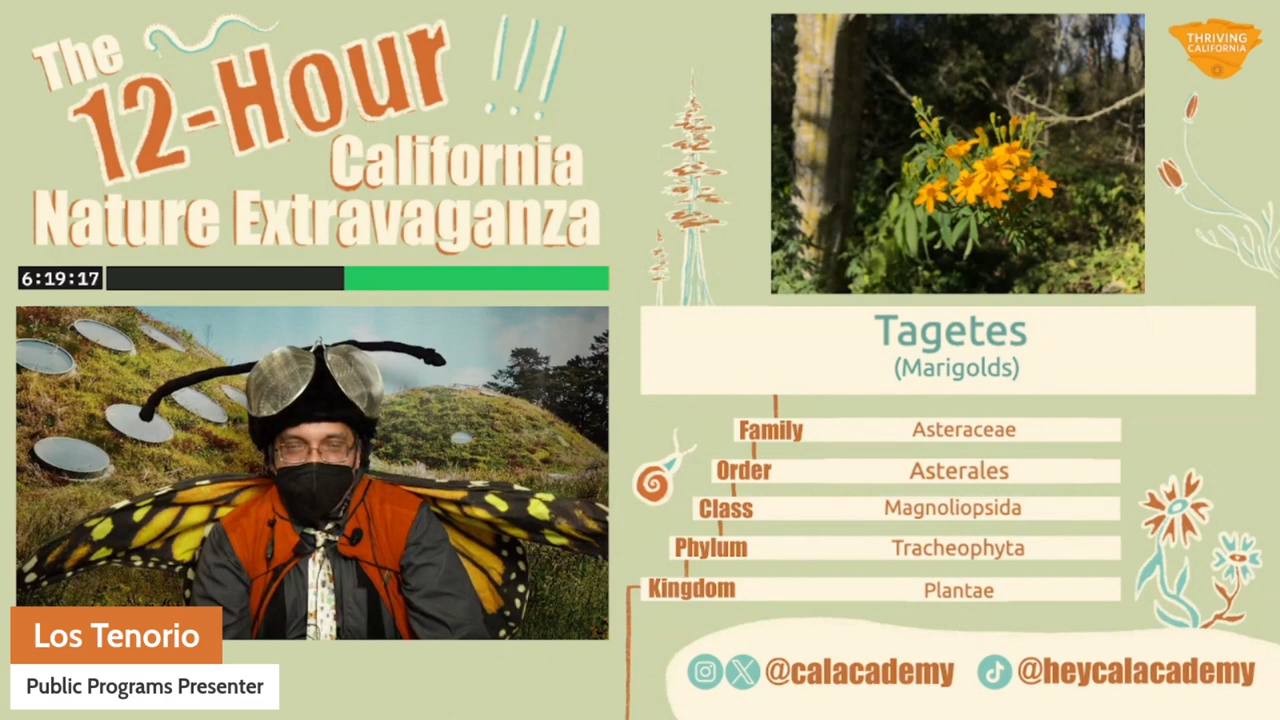 The
12-Hour !!!
California
Nature Extravaganza
6:19:17
Los Tenorio
Public Programs Presenter
THRIVING
CALIFORNIA
Tagetes
(Marigolds)
Family Asteraceae
Order Asterales
Class Magnoliopsida
Phylum Tracheophyta
Kingdom Plantae
@calacademy @heycalacademy